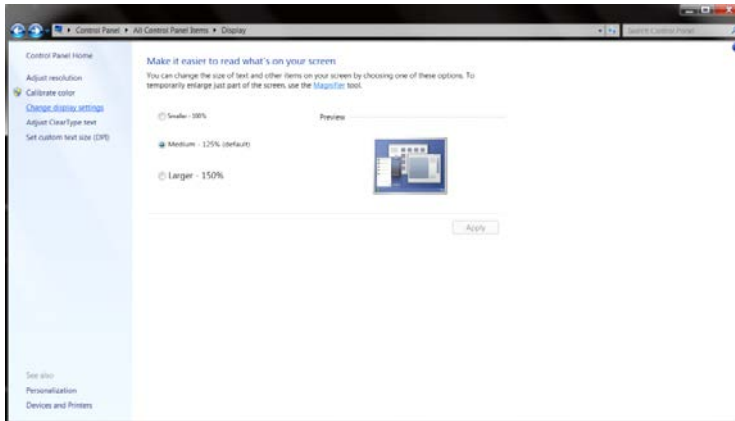 Control Panel ▸ All Control Panel Items ▸ Display
Search Control Panel
Control Panel Home
Adjust resolution
Calibrate color
Change display settings
Adjust ClearType text
Set custom text size (DPI)
See also
Personalization
Devices and Printers
Make it easier to read what's on your screen
You can change the size of text and other items on your screen by choosing one of these options. To
temporarily enlarge just part of the screen, use the Magnifier tool.
Smaller - 100%
Preview
Medium - 125% (default)
Larger - 150%
Apply